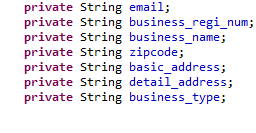 private String email;
private String business_regi_num;
private String business_name;
private String zipcode;
private String basic_address;
private String detail_address;
private String business_type;